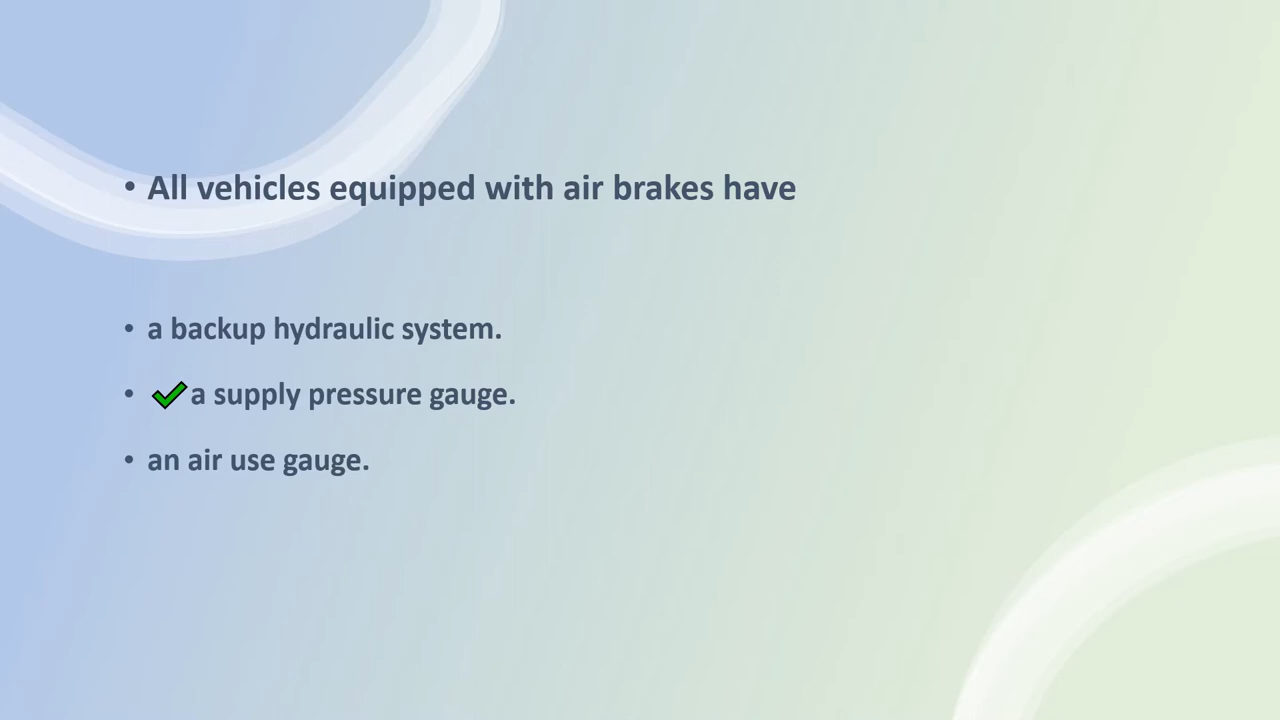 • All vehicles equipped with air brakes have
• a backup hydraulic system.
• ✔ a supply pressure gauge.
• an air use gauge.